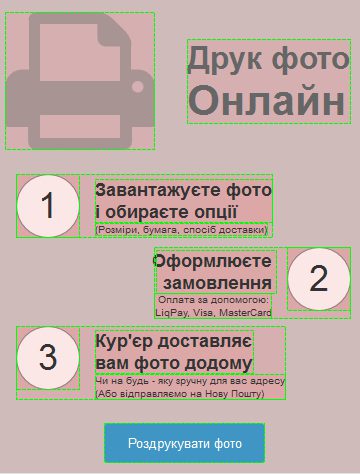 Друк фото
Онлайн
1
Завантажуєте фото
і обираєте опції
(Розміри, бумага, спосіб доставки)
Оформлюєте
замовлення
2
Оплата за допомогою:
LiqPay, Visa, MasterCard
3
Кур'єр доставляє
вам фото додому
Чи на будь - яку зручну для вас адресу
(Або відправляємо на Нову Пошту)
Роздрукувати фото